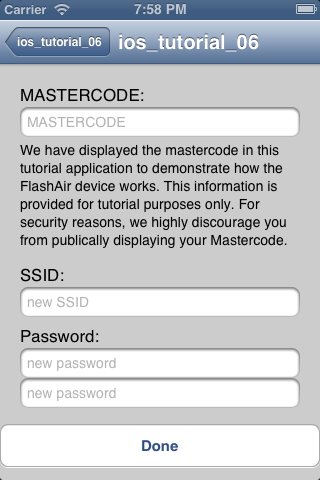 Carrier 7:58 PM
ios_tutorial_06 ios_tutorial_06
MASTERCODE:
MASTERCODE
We have displayed the mastercode in this
tutorial application to demonstrate how the
FlashAir device works. This information is
provided for tutorial purposes only. For
security reasons, we highly discourage you
from publically displaying your Mastercode.
SSID:
new SSID
Password:
new password
new password
Done